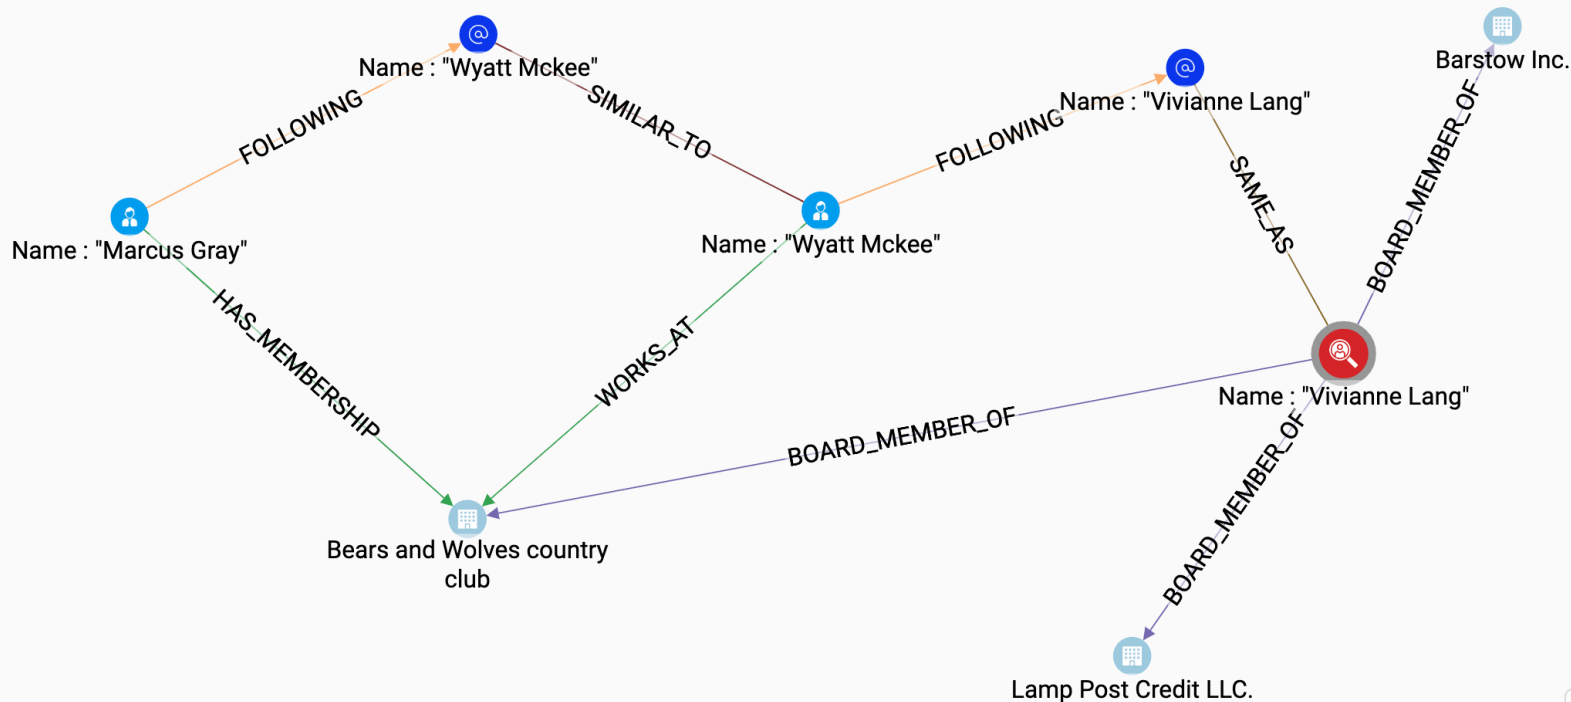 Barstow Inc.
Name : "Wyatt Mckee"
Name : "Vivianne Lang"
FOLLOWING
SIMILAR_TO
FOLLOWING
BOARD_MEMBER_OF
SAME_AS
Name : "Marcus Gray"
Name : "Wyatt Mckee"
HAS_MEMBERSHIP
WORKS_AT
Name : "Vivianne Lang"
BOARD_MEMBER_OF
BOARD_MEMBER_OF
Bears and Wolves country
club
Lamp Post Credit LLC.